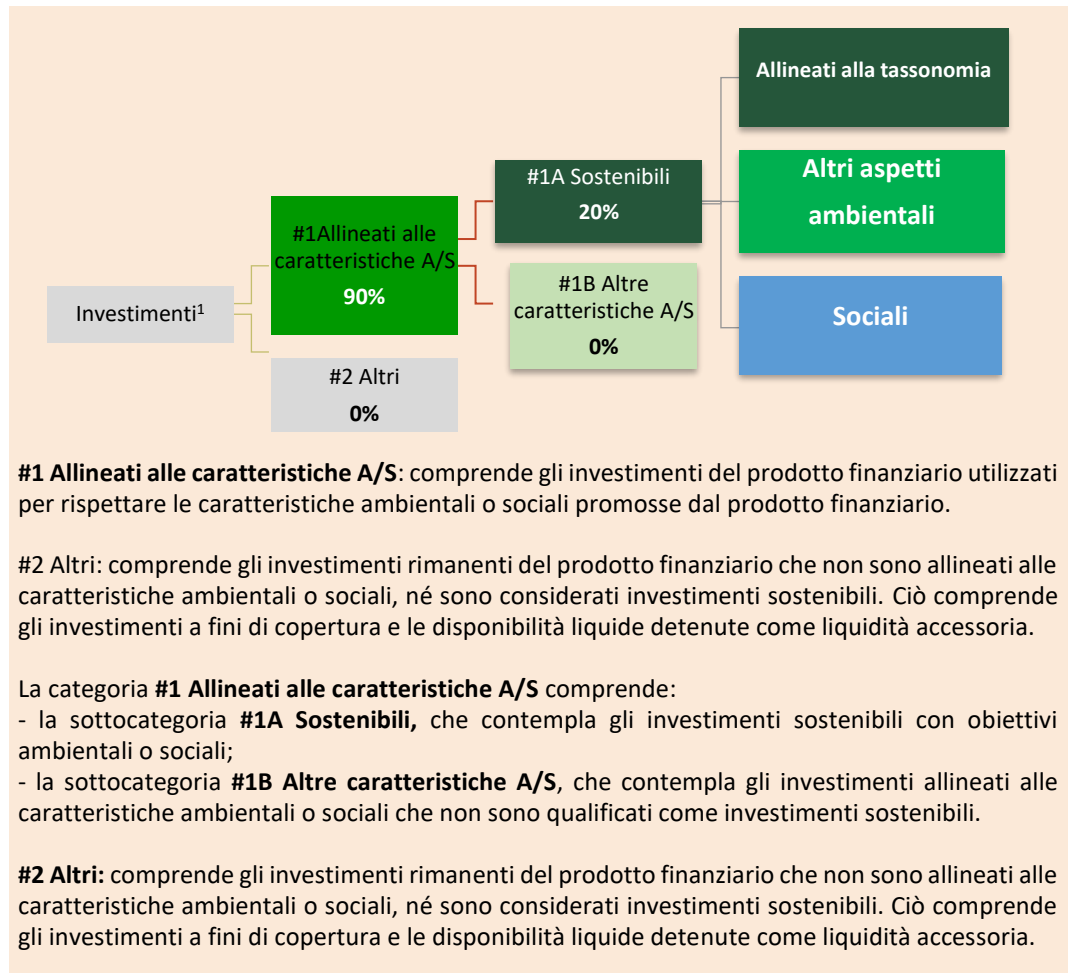 Allineati alla tassonomia
Altri aspetti
ambientali
#1A Sostenibili
20%
#1Allineati alle
caratteristiche A/S
90%
#1B Altre
caratteristiche A/S
0%
Sociali
Investimenti¹
#2 Altri
0%
#1 Allineati alle caratteristiche A/S: comprende gli investimenti del prodotto finanziario utilizzati
per rispettare le caratteristiche ambientali o sociali promosse dal prodotto finanziario.
#2 Altri: comprende gli investimenti rimanenti del prodotto finanziario che non sono allineati alle
caratteristiche ambientali o sociali, né sono considerati investimenti sostenibili. Ciò comprende
gli investimenti a fini di copertura e le disponibilità liquide detenute come liquidità accessoria.
La categoria #1 Allineati alle caratteristiche A/S comprende:
- la sottocategoria #1A Sostenibili, che contempla gli investimenti sostenibili con obiettivi
ambientali o sociali;
- la sottocategoria #1B Altre caratteristiche A/S, che contempla gli investimenti allineati alle
caratteristiche ambientali o sociali che non sono qualificati come investimenti sostenibili.
#2 Altri: comprende gli investimenti rimanenti del prodotto finanziario che non sono allineati alle
caratteristiche ambientali o sociali, né sono considerati investimenti sostenibili. Ciò comprende
gli investimenti a fini di copertura e le disponibilità liquide detenute come liquidità accessoria.